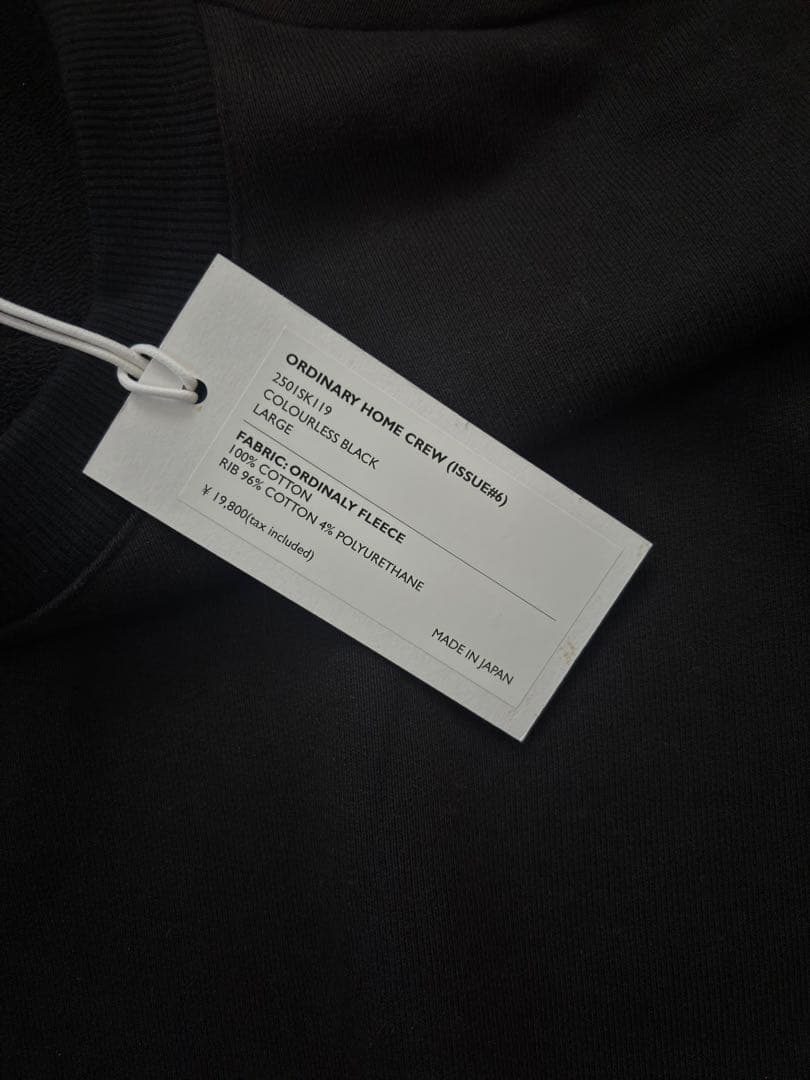 ORDINARY HOME CREW (ISSUE#6)
2501SK119
COLOURLESS BLACK
LARGE
FABRIC: ORDINALY FLEECE
100% COTTON
RIB 96% COTTON 4% POLYURETHANE
¥ 19,800(tax included)
MADE IN JAPAN